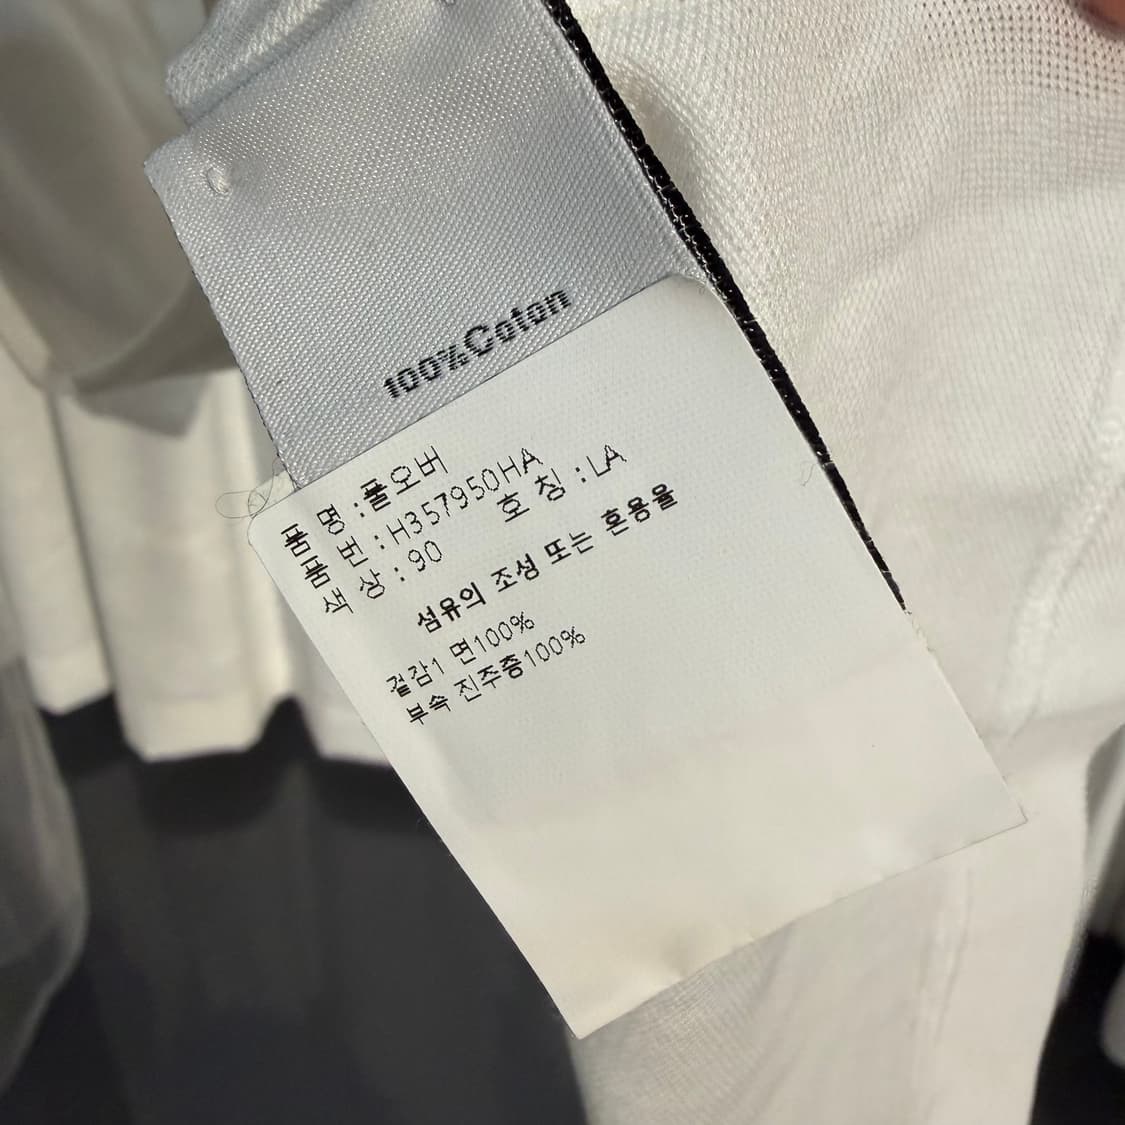 100%Coton
품 명 : 풀오버
품 번 : H357950HA
색 상 : 90 호 칭 : LA
섬유의 조성 또는 혼용율
겉감1 면100%
부속 진주층100%